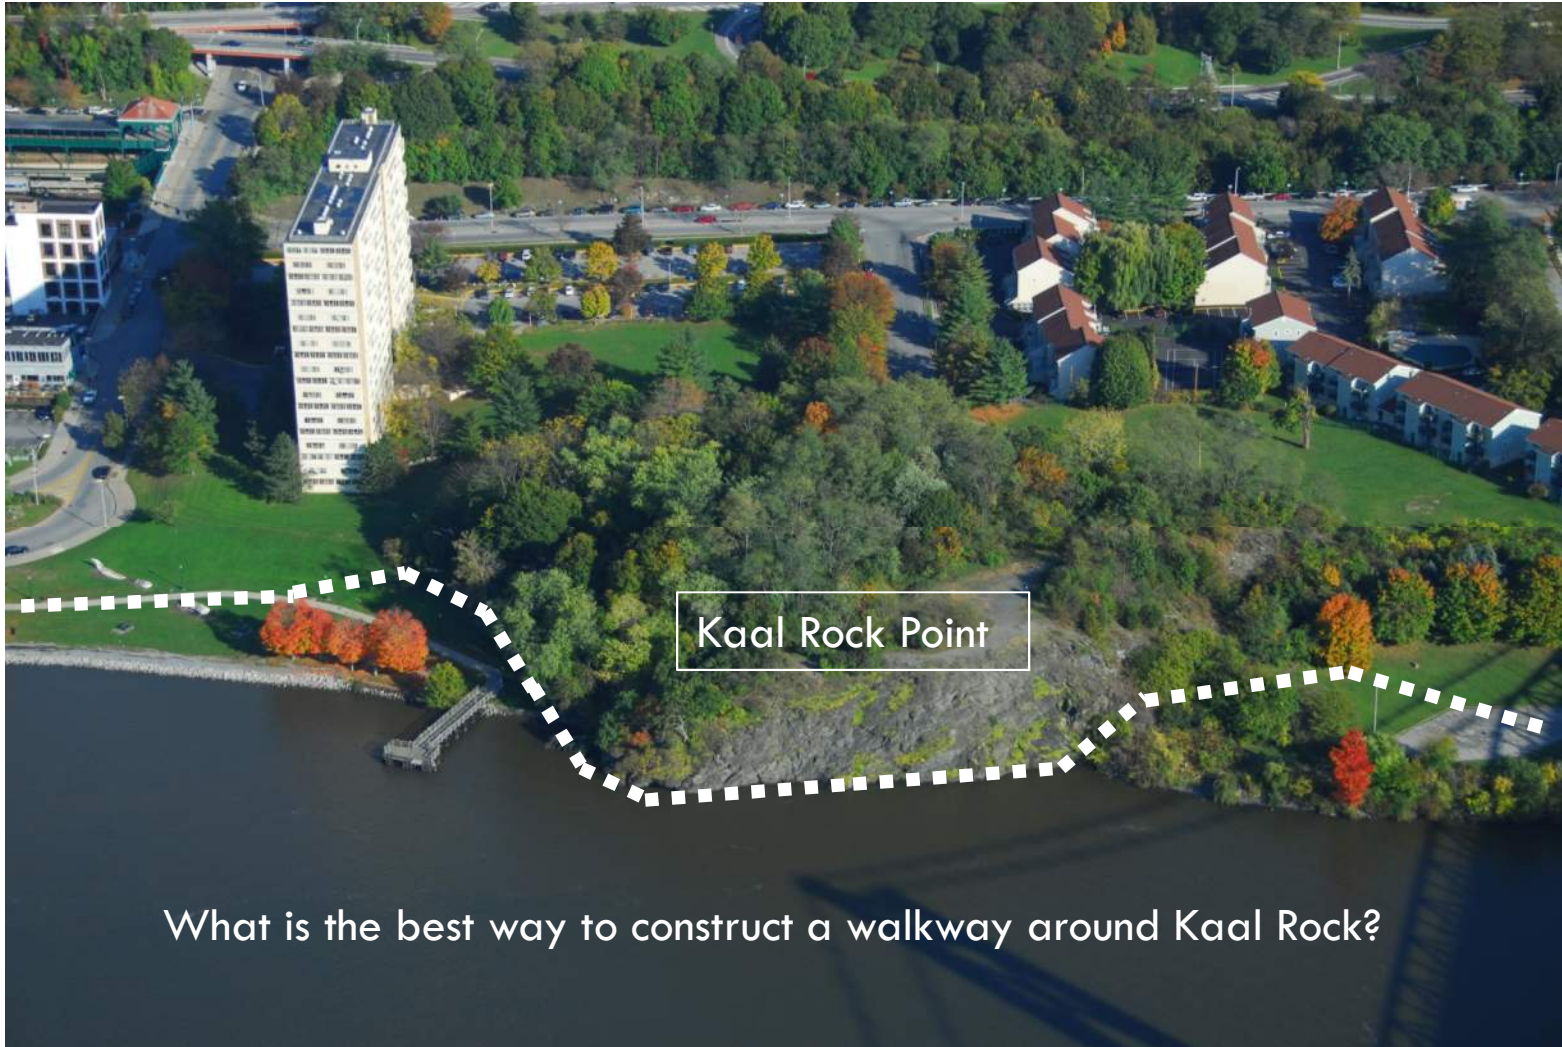 Kaal Rock Point
What is the best way to construct a walkway around Kaal Rock?